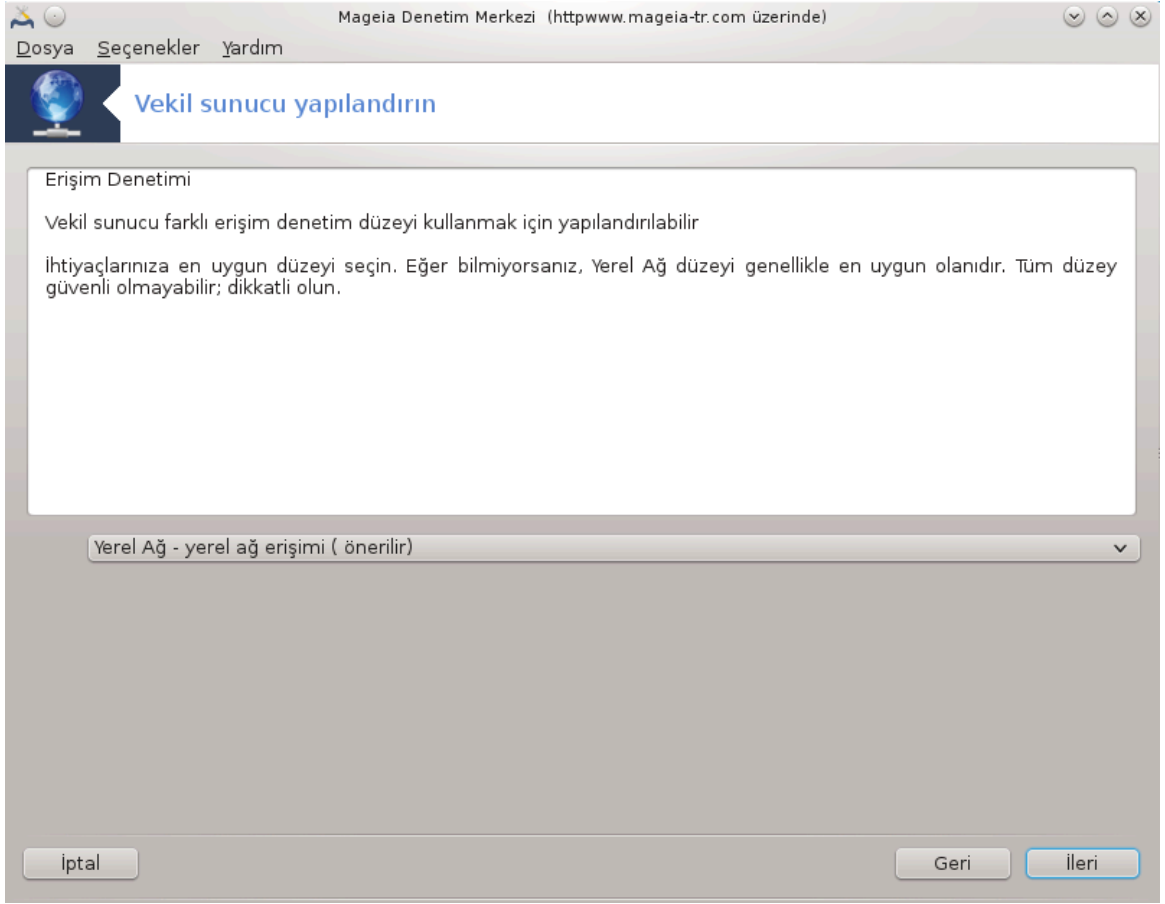 Mageia Denetim Merkezi (httpwww.mageia-tr.com üzerinde)
Dosya Seçenekler Yardım
Vekil sunucu yapılandırın
Erişim Denetimi
Vekil sunucu farklı erişim denetim düzeyi kullanmak için yapılandırılabilir
İhtiyaçlarınıza en uygun düzeyi seçin. Eğer bilmiyorsanız, Yerel Ağ düzeyi genellikle en uygun olanıdır. Tüm düzey
güvenli olmayabilir; dikkatli olun.
Yerel Ağ - yerel ağ erişimi ( önerilir)
İptal Geri İleri